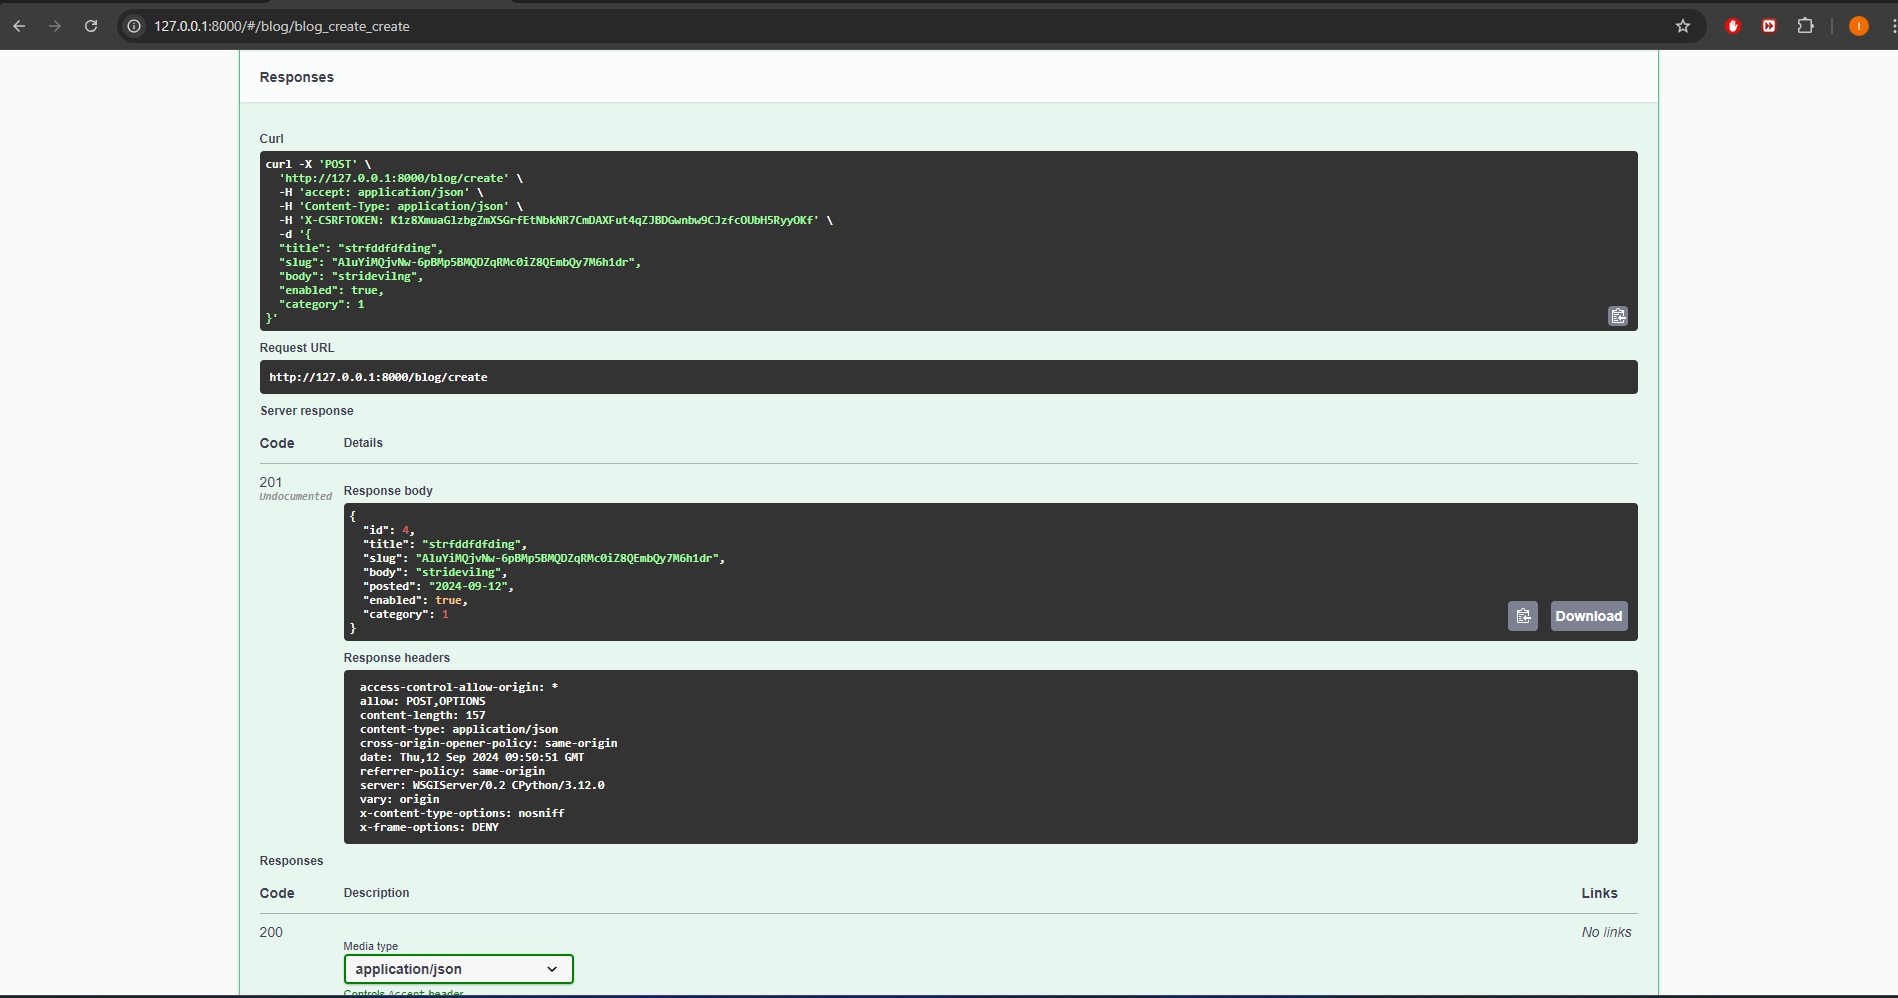 127.0.0.1:8000/#/blog/blog_create_create
I
Responses
Curl
curl -X 'POST' \
'http://127.0.0.1:8000/blog/create' \
-H 'accept: application/json' \
-H 'Content-Type: application/json' \
-H 'X-CSRFTOKEN: K1z8XmuaGlzbgZmXSGrfEtNbkNR7CmDAXFut4qZJBDGwnbw9CJzfcOUbH5RyyOKf' \
-d '{
"title": "strfddfdfding",
"slug": "AluYiMQjvNw-6pBMp5BMQDZqRMc0iZ8QEmbQy7M6h1dr",
"body": "stridevilng",
"enabled": true,
"category": 1
}'
Request URL
http://127.0.0.1:8000/blog/create
Server response
Code Details
201
Undocumented
Response body
{
"id": 4,
"title": "strfddfdfding",
"slug": "AluYiMQjvNw-6pBMp5BMQDZqRMc0iZ8QEmbQy7M6h1dr",
"body": "stridevilng",
"posted": "2024-09-12",
"enabled": true,
"category": 1
}
Download
Response headers
access-control-allow-origin: *
allow: POST,OPTIONS
content-length: 157
content-type: application/json
cross-origin-opener-policy: same-origin
date: Thu,12 Sep 2024 09:50:51 GMT
referrer-policy: same-origin
server: WSGIServer/0.2 CPython/3.12.0
vary: origin
x-content-type-options: nosniff
x-frame-options: DENY
Responses
Code Description Links
200 No links
Media type
application/json
Controls Accept header